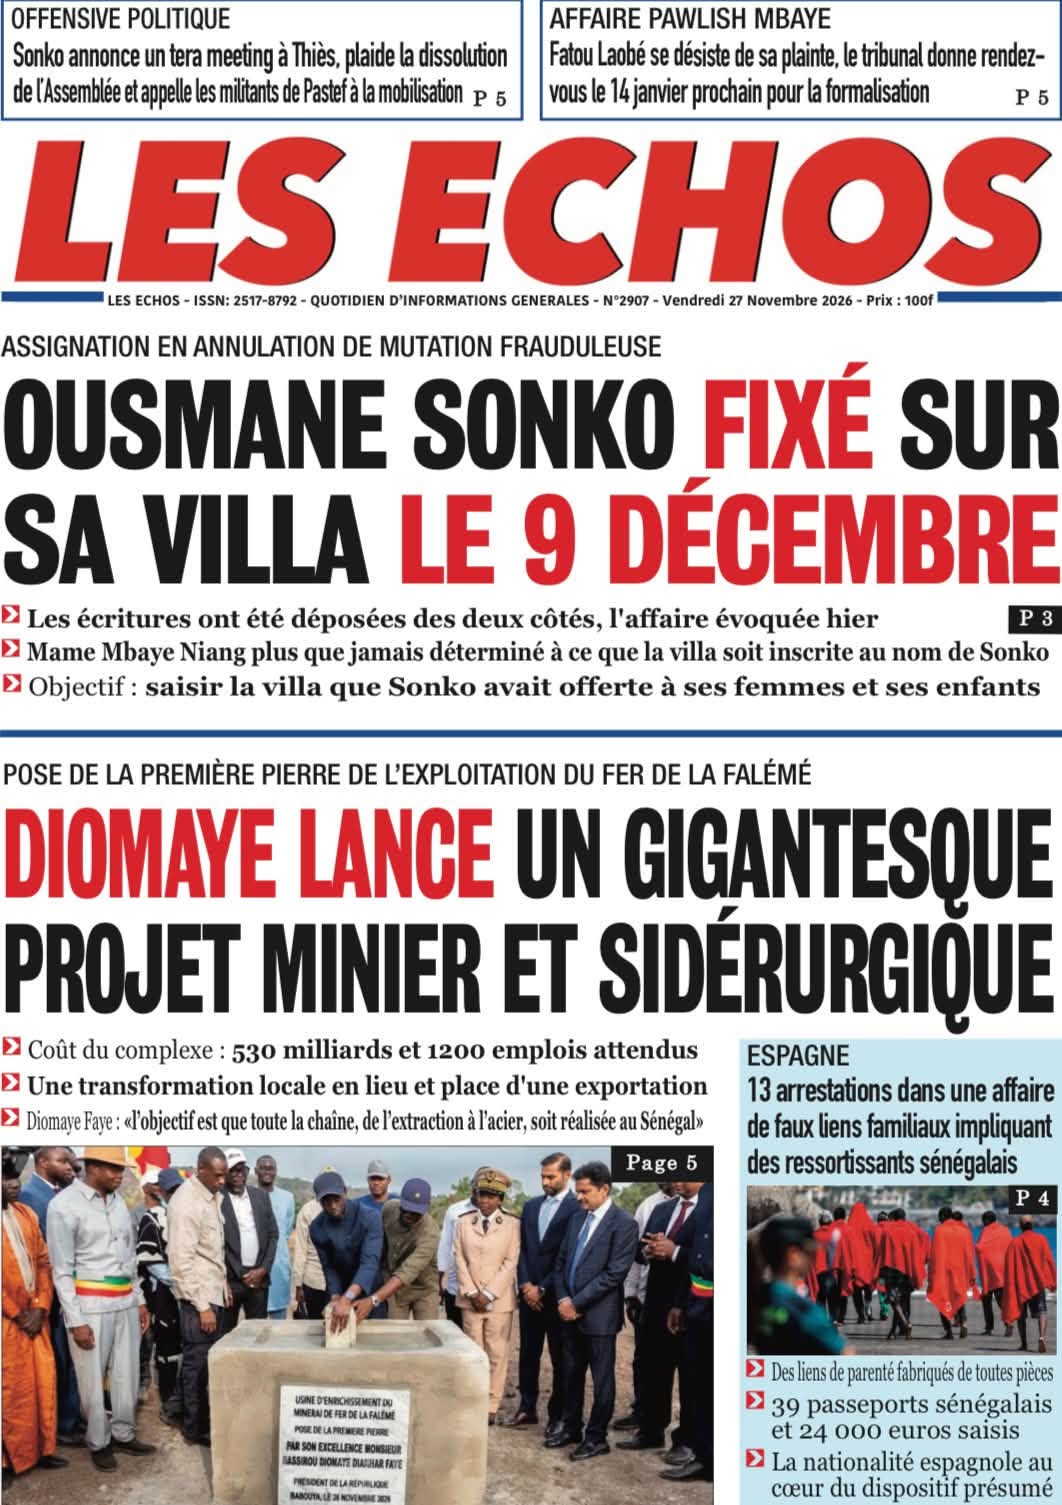 OFFENSIVE POLITIQUE
Sonko annonce un tera meeting à Thiès, plaide la dissolution
de l'Assemblée et appelle les militants de Pastef à la mobilisation P 5
AFFAIRE PAWLISH MBAYE
Fatou Laobé se désiste de sa plainte, le tribunal donne rendez-
vous le 14 janvier prochain pour la formalisation P 5
LES ECHOS
LES ECHOS - ISSN: 2517-8792 - QUOTIDIEN D'INFORMATIONS GENERALES - N°2907 - Vendredi 27 Novembre 2026 - Prix : 100f
ASSIGNATION EN ANNULATION DE MUTATION FRAUDULEUSE
OUSMANE SONKO FIXÉ SUR
SA VILLA LE 9 DÉCEMBRE
Les écritures ont été déposées des deux côtés, l'affaire évoquée hier P 3
Mame Mbaye Niang plus que jamais déterminé à ce que la villa soit inscrite au nom de Sonko
Objectif : saisir la villa que Sonko avait offerte à ses femmes et ses enfants
POSE DE LA PREMIÈRE PIERRE DE L'EXPLOITATION DU FER DE LA FALÉMÉ
DIOMAYE LANCE UN GIGANTESQUE
PROJET MINIER ET SIDÉRURGIQUE
Coût du complexe : 530 milliards et 1200 emplois attendus
Une transformation locale en lieu et place d'une exportation
Diomaye Faye : «l'objectif est que toute la chaîne, de l'extraction à l'acier, soit réalisée au Sénégal»
Page 5
USINE D'ENRICHISSEMENT DU
MINERAI DE FER DE LA FALÉMÉ
POSE DE LA PREMIERE PIERRE
PAR SON EXCELLENCE MONSIEUR
BASSIROU DIOMAYE DIAKHAR FAYE
PRÉSIDENT DE LA RÉPUBLIQUE
LE 26 NOVEMBRE 2026
ESPAGNE
13 arrestations dans une affaire
de faux liens familiaux impliquant
des ressortissants sénégalais
P 4
Des liens de parenté fabriqués de toutes pièces
39 passeports sénégalais
et 24 000 euros saisis
La nationalité espagnole au
cœur du dispositif présumé